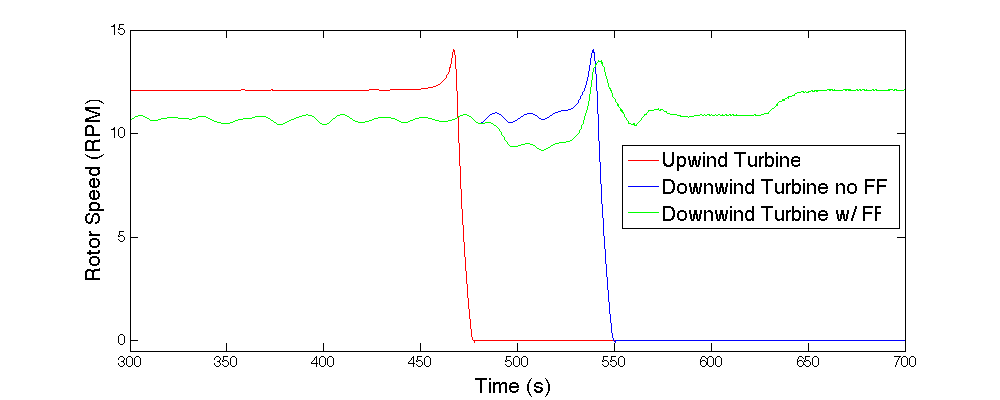 15
10
5
0
Rotor Speed (RPM)
Upwind Turbine
Downwind Turbine no FF
Downwind Turbine w/ FF
300
350
400
450
500
550
600
650
700
Time (s)